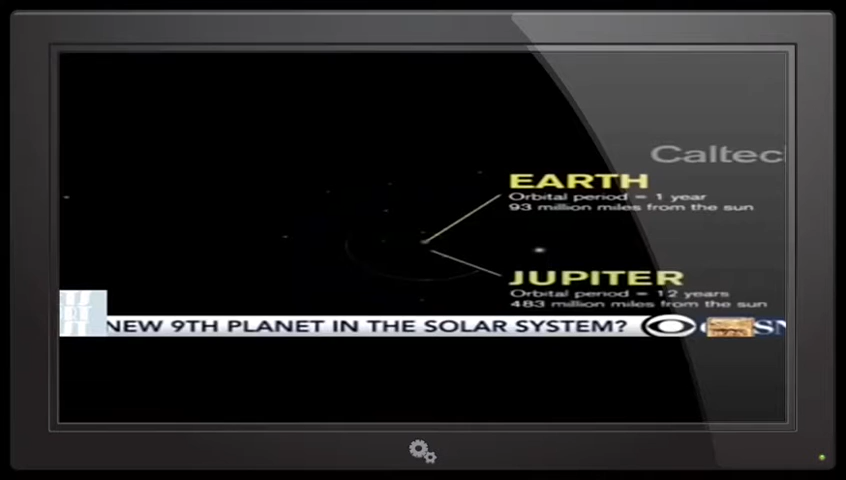 Caltec
EARTH
Orbital period = 1 year
93 million miles from the sun
JUPITER
Orbital period = 12 years
483 million miles from the sun
NEW 9TH PLANET IN THE SOLAR SYSTEM?
SN